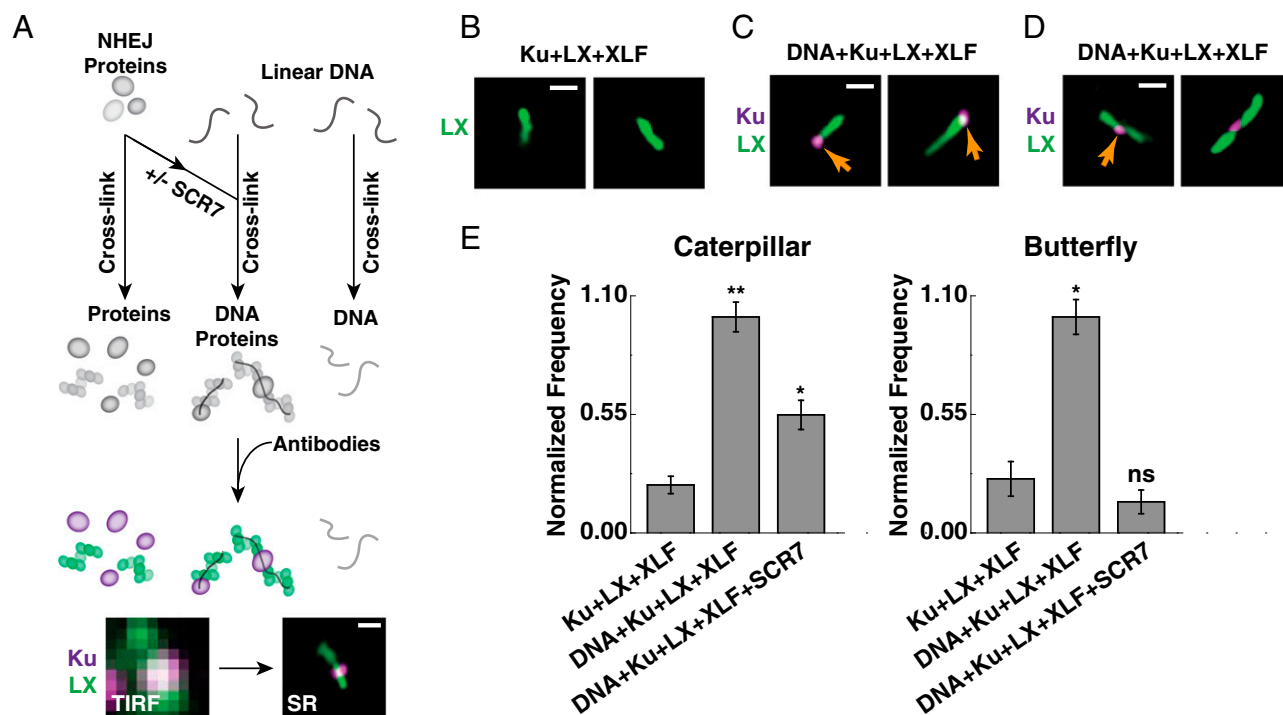 A
NHEJ
Proteins
Linear DNA
+/- SCR7
Cross-link
Cross-link
Cross-link
Proteins
DNA
Proteins
DNA
Antibodies
Ku
LX
TIRF
SR
B
Ku+LX+XLF
LX
C
DNA+Ku+LX+XLF
Ku
LX
D
DNA+Ku+LX+XLF
Ku
LX
E
Caterpillar
Normalized Frequency
1.10
0.55
0.00
**
*
Ku+LX+XLF
DNA+Ku+LX+XLF
DNA+Ku+LX+XLF+SCR7
Butterfly
Normalized Frequency
1.10
0.55
0.00
*
ns
Ku+LX+XLF
DNA+Ku+LX+XLF
DNA+Ku+LX+XLF+SCR7